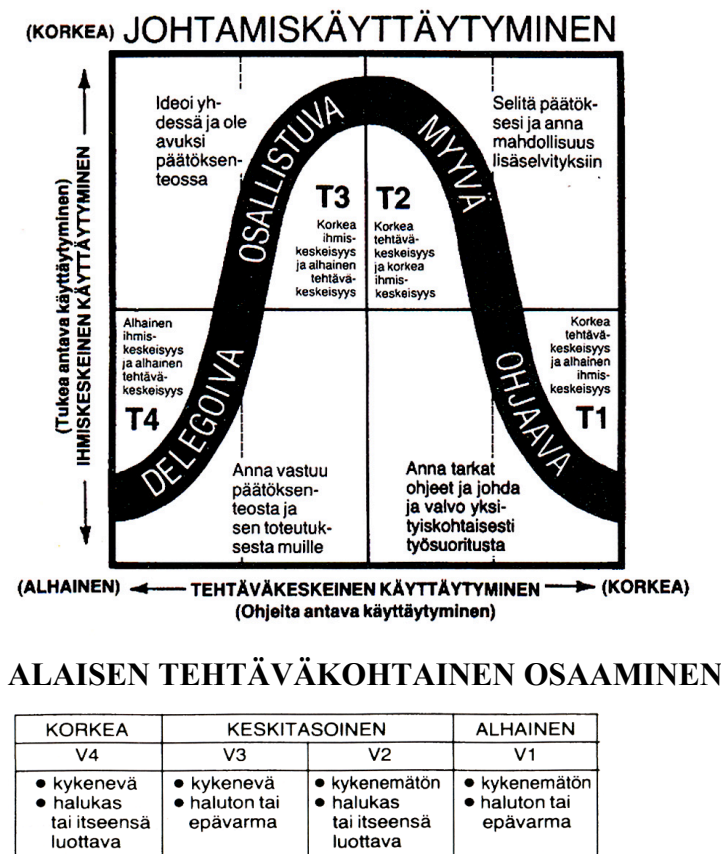 (KORKEA) JOHTAMISKÄYTTÄYTYMINEN
(Tukea antava käyttäytyminen)
IHMISKESKEINEN KÄYTTÄYTYMINEN
Ideoi yh-
dessä ja ole
avuksi
päätöksen-
teossa
OSALLISTUVA
MYYVÄ
Selitä päätök-
sesi ja anna
mahdollisuus
lisäselvityksiin
T3
Korkea
ihmis-
keskeisyys
ja alhainen
tehtävä-
keskeisyys
T2
Korkea
tehtävä-
keskeisyys
ja korkea
ihmis-
keskeisyys
Alhainen
ihmis-
keskeisyys
ja alhainen
tehtävä-
keskeisyys
T4
DELEGOIVA
OHJAAVA
Korkea
tehtävä-
keskeisyys
ja alhainen
ihmis-
keskeisyys
T1
Anna vastuu
päätöksen-
teosta ja
sen toteutuk-
sesta muille
Anna tarkat
ohjeet ja johda
ja valvo yksi-
tyiskohtaisesti
työsuoritusta
(ALHAINEN) TEHTÄVÄKESKEINEN KÄYTTÄYTYMINEN (KORKEA)
(Ohjeita antava käyttäytyminen)
ALAISEN TEHTÄVÄKOHTAINEN OSAAMINEN
KORKEA KESKITASOINEN ALHAINEN
V4 V3 V2 V1
• kykenevä • kykenevä • kykenemätön • kykenemätön
• halukas • haluton tai • halukas • haluton tai
tai itseensä epävarma tai itseensä epävarma
luottava luottava